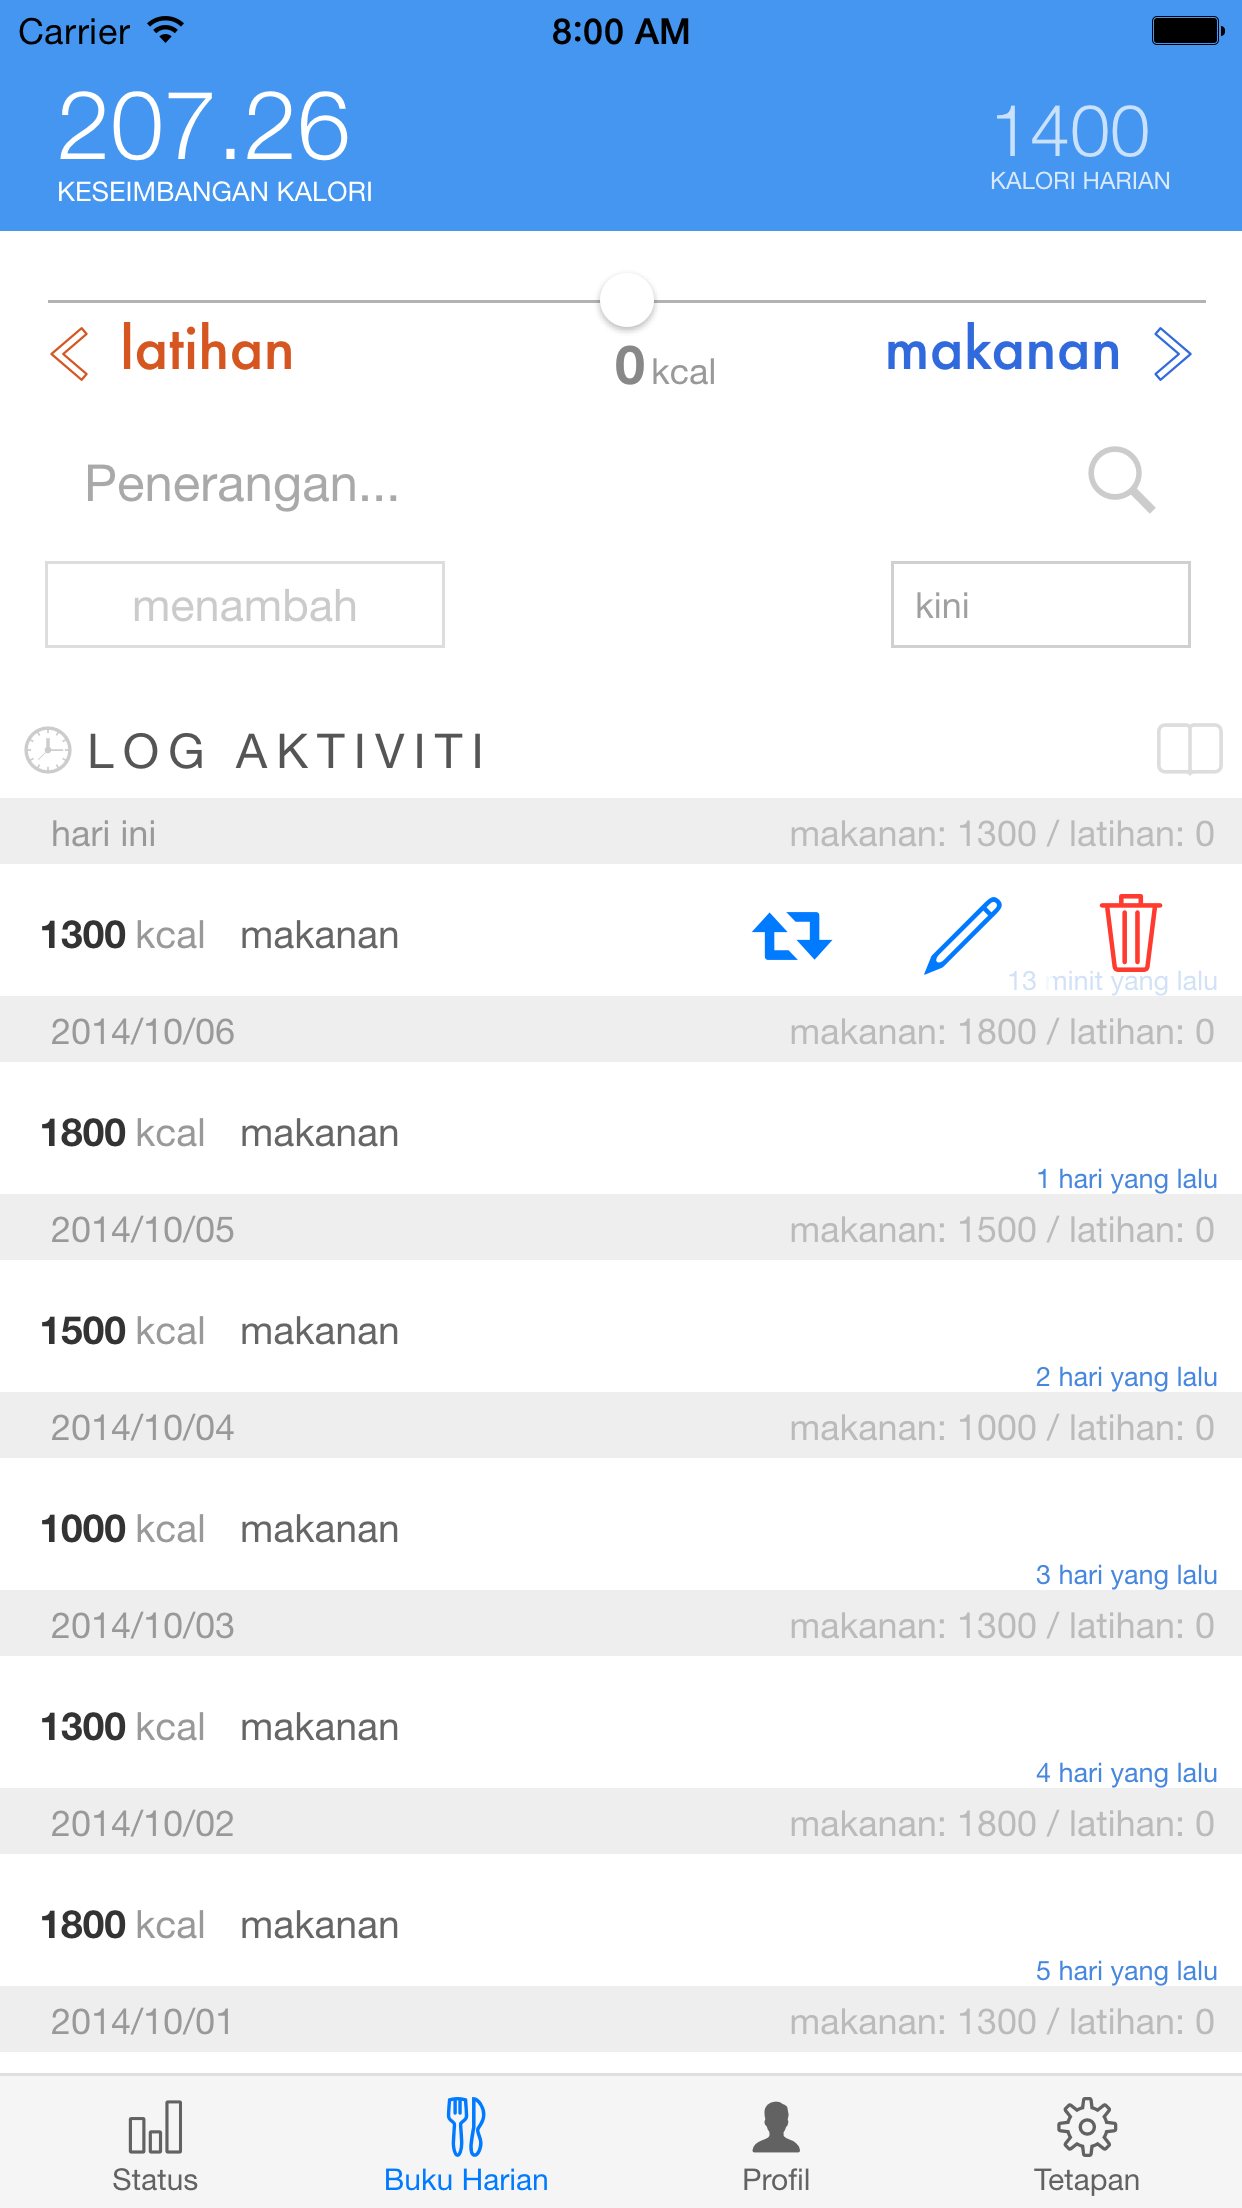 Carrier 8:00 AM
207.26 1400
KESEIMBANGAN KALORI KALORI HARIAN
latihan 0 kcal makanan
Penerangan...
menambah kini
LOG AKTIVITI
hari ini makanan: 1300 / latihan: 0
1300 kcal makanan
13 minit yang lalu
2014/10/06 makanan: 1800 / latihan: 0
1800 kcal makanan
1 hari yang lalu
2014/10/05 makanan: 1500 / latihan: 0
1500 kcal makanan
2 hari yang lalu
2014/10/04 makanan: 1000 / latihan: 0
1000 kcal makanan
3 hari yang lalu
2014/10/03 makanan: 1300 / latihan: 0
1300 kcal makanan
4 hari yang lalu
2014/10/02 makanan: 1800 / latihan: 0
1800 kcal makanan
5 hari yang lalu
2014/10/01 makanan: 1300 / latihan: 0
Status Buku Harian Profil Tetapan